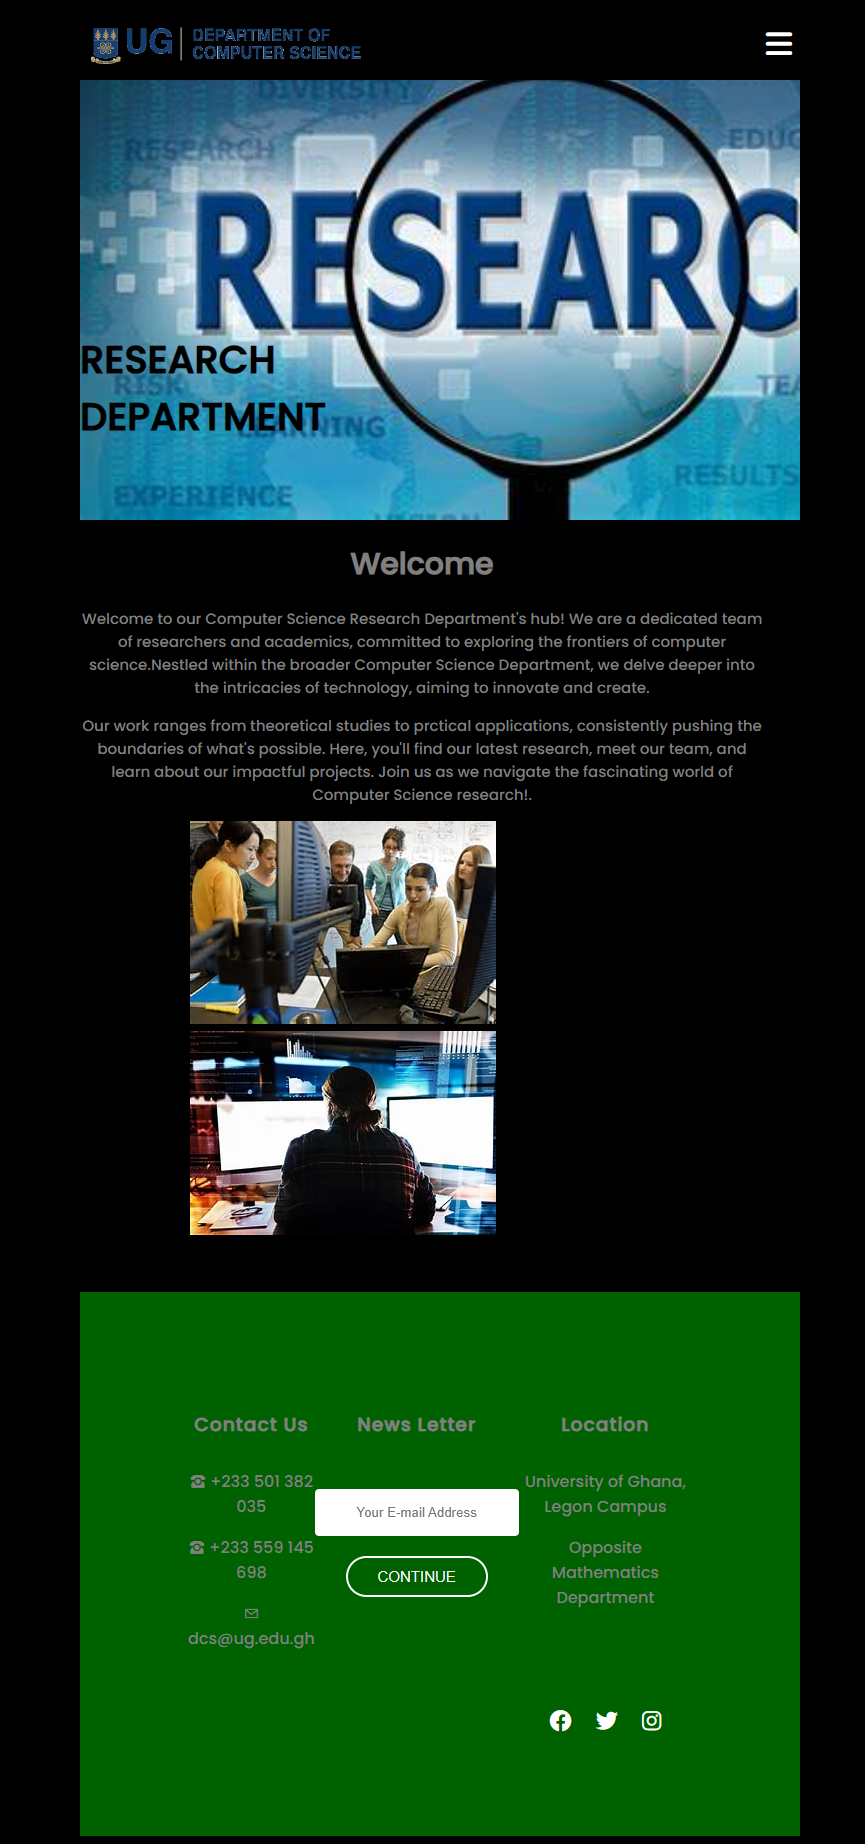 UG DEPARTMENT OF
COMPUTER SCIENCE
DIVERSITY
RESEARCH
EDUC
RESEARC
RESEARCH
RISK
TEA
DEPARTMENT
LEARNING
RESULTS
EXPERIENCE
VISION
Welcome
Welcome to our Computer Science Research Department's hub! We are a dedicated team
of researchers and academics, committed to exploring the frontiers of computer
science.Nestled within the broader Computer Science Department, we delve deeper into
the intricacies of technology, aiming to innovate and create.
Our work ranges from theoretical studies to prctical applications, consistently pushing the
boundaries of what's possible. Here, you'll find our latest research, meet our team, and
learn about our impactful projects. Join us as we navigate the fascinating world of
Computer Science research!.
Contact Us
+233 501 382
035
+233 559 145
698
dcs@ug.edu.gh
News Letter
Your E-mail Address
CONTINUE
Location
University of Ghana,
Legon Campus
Opposite
Mathematics
Department